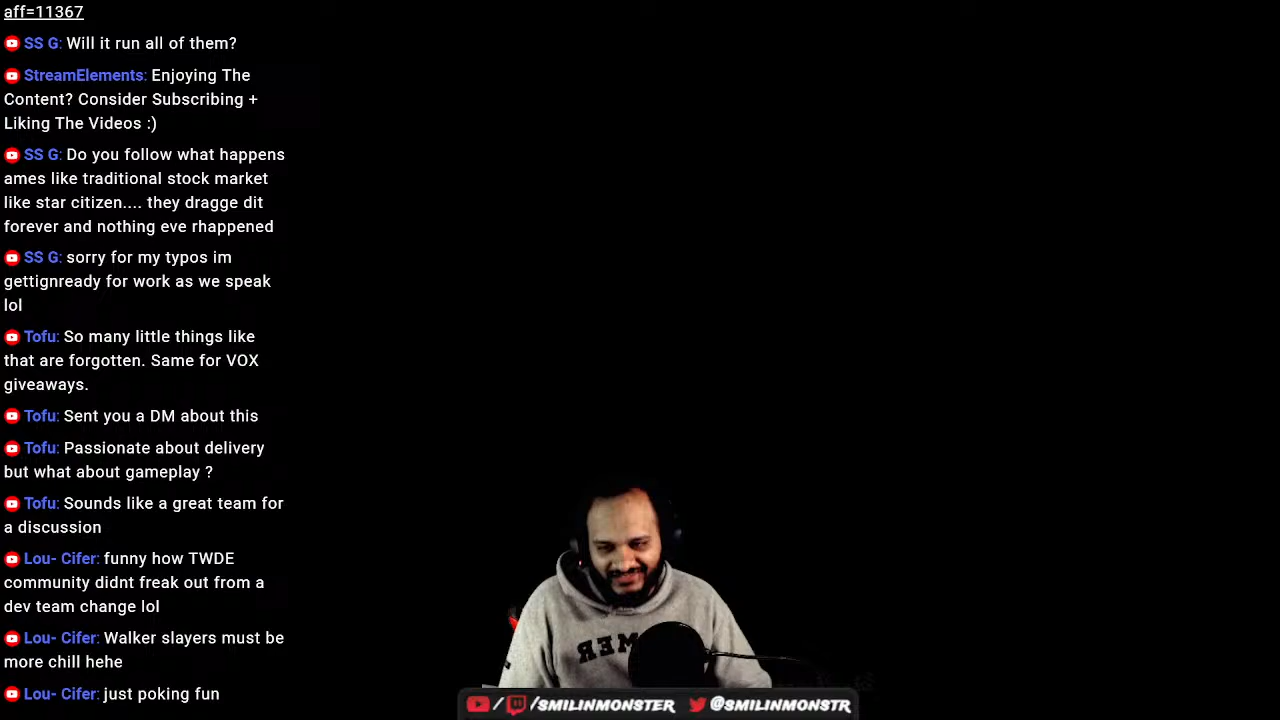 aff=11367
SS G: Will it run all of them?
StreamElements: Enjoying The
Content? Consider Subscribing +
Liking The Videos :)
SS G: Do you follow what happens
ames like traditional stock market
like star citizen.... they dragge dit
forever and nothing eve rhappened
SS G: sorry for my typos im
gettignready for work as we speak
lol
Tofu: So many little things like
that are forgotten. Same for VOX
giveaways.
Tofu: Sent you a DM about this
Tofu: Passionate about delivery
but what about gameplay ?
Tofu: Sounds like a great team for
a discussion
Lou- Cifer: funny how TWDE
community didnt freak out from a
dev team change lol
Lou- Cifer: Walker slayers must be
more chill hehe
Lou- Cifer: just poking fun
/ /SMILINMONSTER @SMILINMONSTR